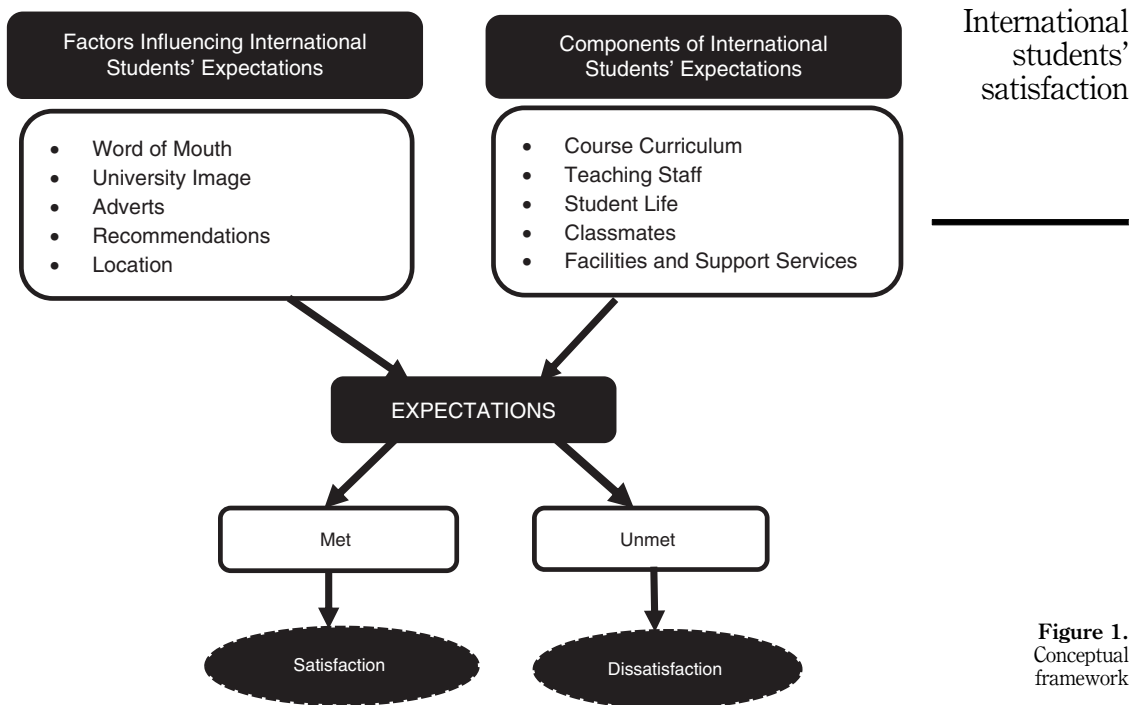 Factors Influencing International
Students' Expectations
• Word of Mouth
• University Image
• Adverts
• Recommendations
• Location
Components of International
Students' Expectations
• Course Curriculum
• Teaching Staff
• Student Life
• Classmates
• Facilities and Support Services
International
students'
satisfaction
EXPECTATIONS
Met
Unmet
Satisfaction
Dissatisfaction
Figure 1.
Conceptual
framework